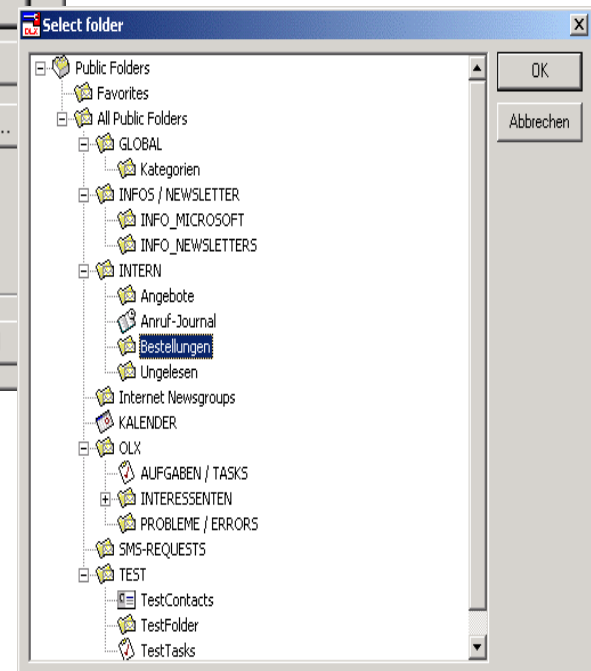 Select folder
Public Folders
OK
Favorites
All Public Folders
Abbrechen
GLOBAL
Kategorien
INFOS / NEWSLETTER
INFO_MICROSOFT
INFO_NEWSLETTERS
INTERN
Angebote
Anruf-Journal
Bestellungen
Ungelesen
Internet Newsgroups
KALENDER
OLX
AUFGABEN / TASKS
INTERESSENTEN
PROBLEME / ERRORS
SMS-REQUESTS
TEST
TestContacts
TestFolder
TestTasks